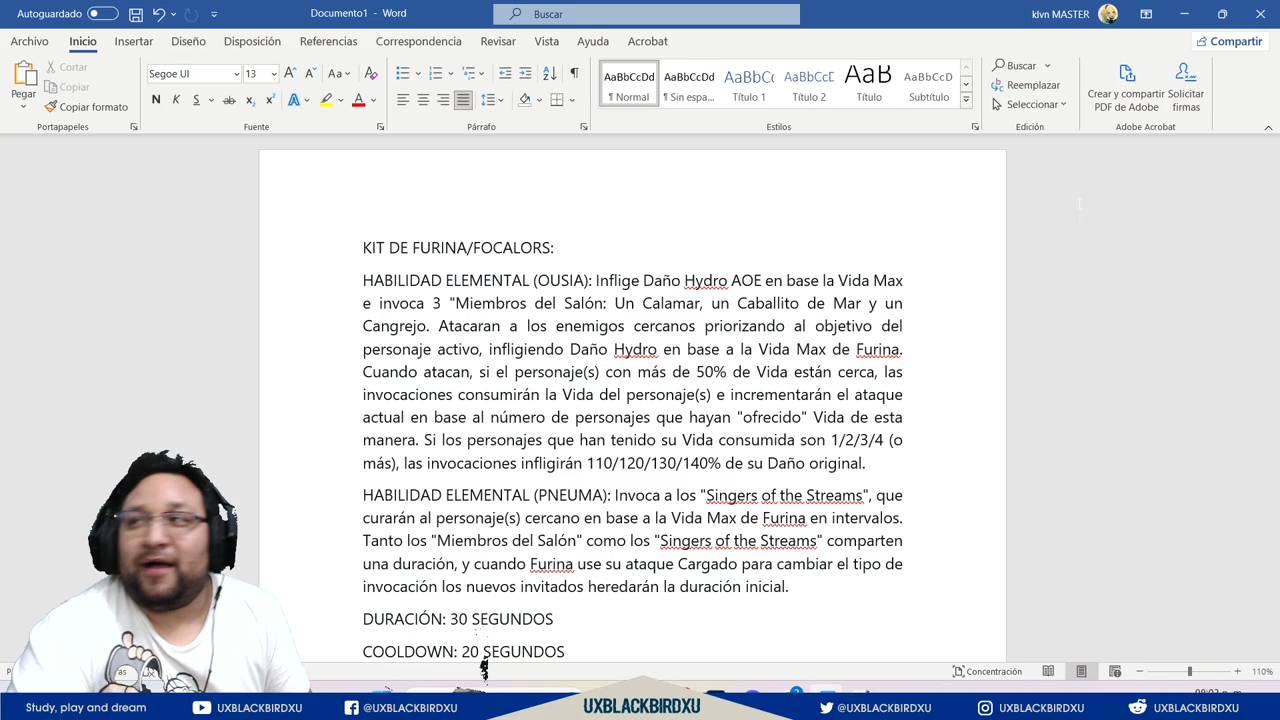 Autoguardado
Documento1 - Word
Buscar
klvn MASTER
Archivo
Inicio
Insertar
Diseño
Disposición
Referencias
Correspondencia
Revisar
Vista
Ayuda
Acrobat
Compartir
Pegar
Cortar
Copiar
Copiar formato
Portapapeles
Segoe UI
13
Aa
N K S ab x₂ x²
Fuente
Párrafo
AaBbCcDd
¶ Normal
AaBbCcDd
¶ Sin espa...
AaBbCc
Título 1
AaBbCcD
Título 2
AaB
Título
AaBbCcD
Subtítulo
Estilos
Buscar
Reemplazar
Seleccionar
Edición
Crear y compartir
PDF de Adobe
Solicitar
firmas
Adobe Acrobat
KIT DE FURINA/FOCALORS:
HABILIDAD ELEMENTAL (OUSIA): Inflige Daño Hydro AOE en base la Vida Max
e invoca 3 "Miembros del Salón: Un Calamar, un Caballito de Mar y un
Cangrejo. Atacaran a los enemigos cercanos priorizando al objetivo del
personaje activo, infligiendo Daño Hydro en base a la Vida Max de Furina.
Cuando atacan, si el personaje(s) con más de 50% de Vida están cerca, las
invocaciones consumirán la Vida del personaje(s) e incrementarán el ataque
actual en base al número de personajes que hayan "ofrecido" Vida de esta
manera. Si los personajes que han tenido su Vida consumida son 1/2/3/4 (o
más), las invocaciones infligirán 110/120/130/140% de su Daño original.
HABILIDAD ELEMENTAL (PNEUMA): Invoca a los "Singers of the Streams", que
curarán al personaje(s) cercano en base a la Vida Max de Furina en intervalos.
Tanto los "Miembros del Salón" como los "Singers of the Streams" comparten
una duración, y cuando Furina use su ataque Cargado para cambiar el tipo de
invocación los nuevos invitados heredarán la duración inicial.
DURACIÓN: 30 SEGUNDOS
COOLDOWN: 20 SEGUNDOS
Concentración
110%
Study, play and dream
UXBLACKBIRDXU
@UXBLACKBIRDXU
UXBLACKBIRDXU
@UXBLACKBIRDXU
UXBLACKBIRDXU
UXBLACKBIRDXU